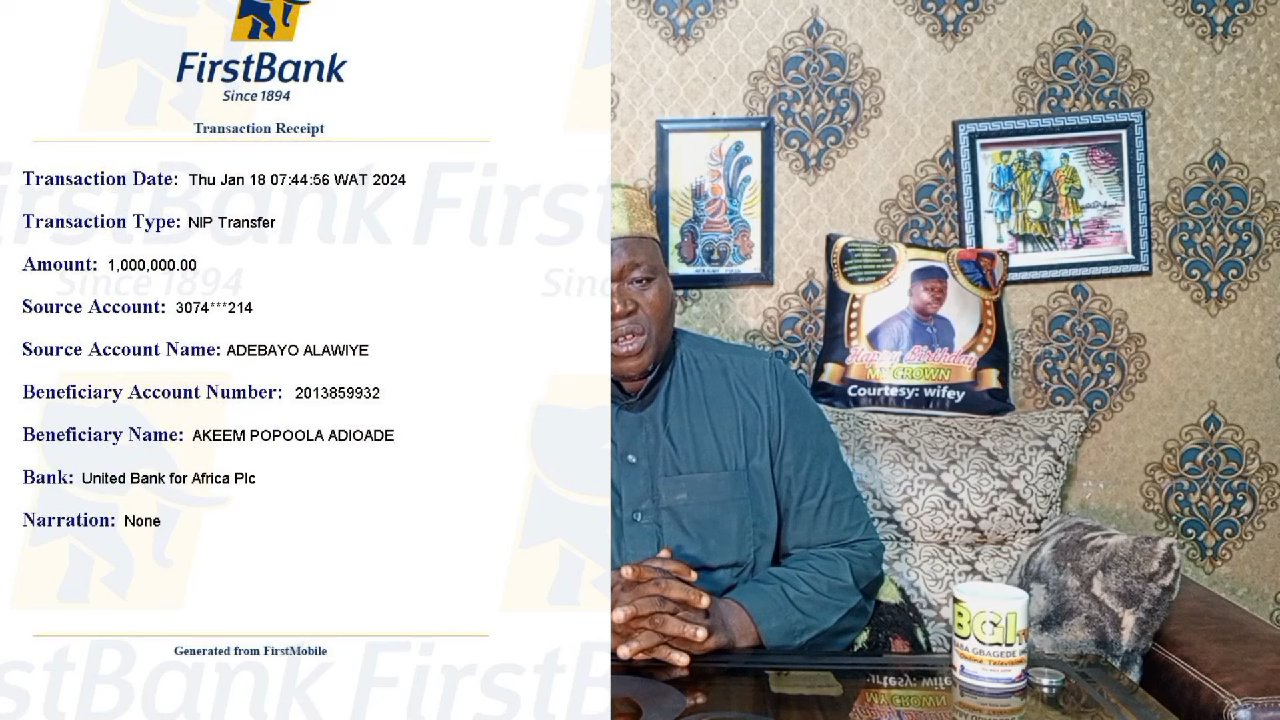 FirstBank
Since 1894
Transaction Receipt
Transaction Date: Thu Jan 18 07:44:56 WAT 2024
Transaction Type: NIP Transfer
Amount: 1,000,000.00
Source Account: 3074***214
Source Account Name: ADEBAYO ALAWIYE
Beneficiary Account Number: 2013859932
Beneficiary Name: AKEEM POPOOLA ADIOADE
Bank: United Bank for Africa Plc
Narration: None
Generated from FirstMobile
Happy Birthday
MY CROWN
Courtesy: wifey
BGI
GBAGEDE
Online Television